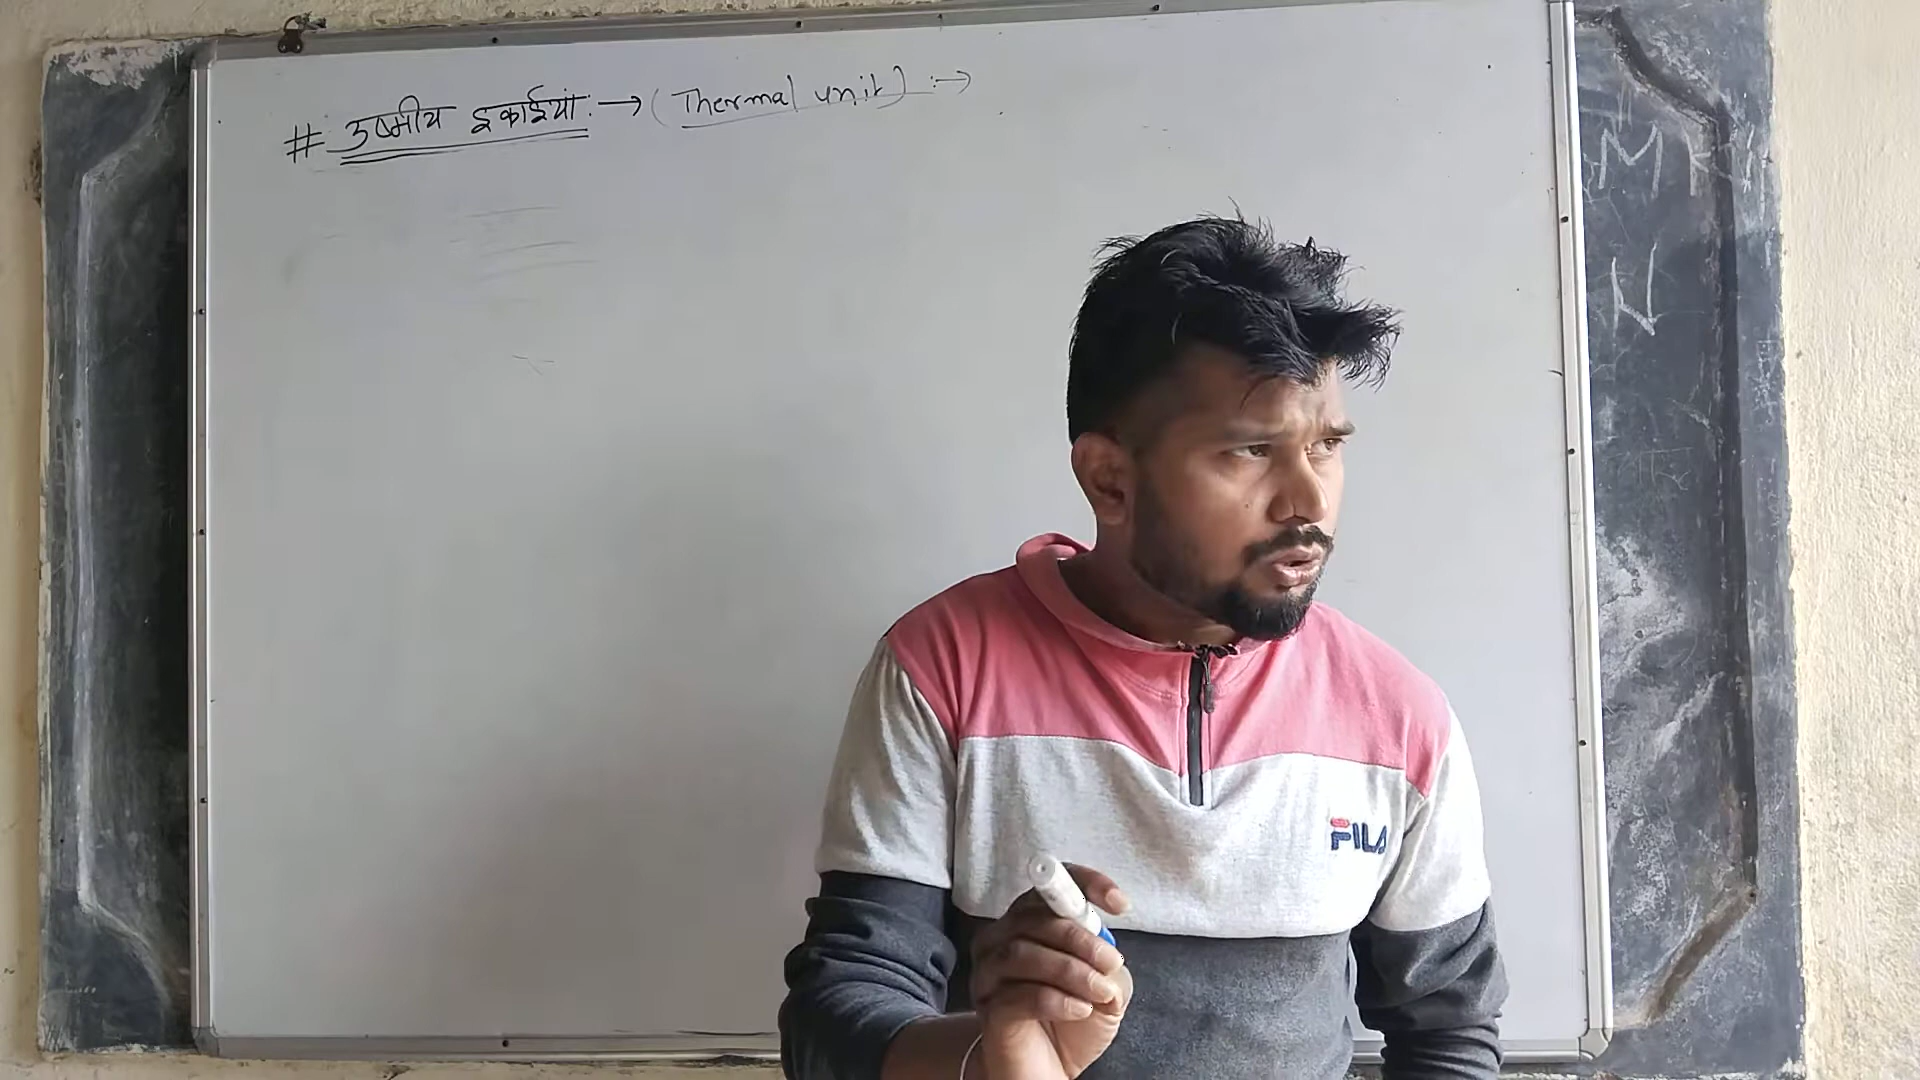 # उष्मीय इकाईयां :→ (Thermal unit) :→
M
N
FILA